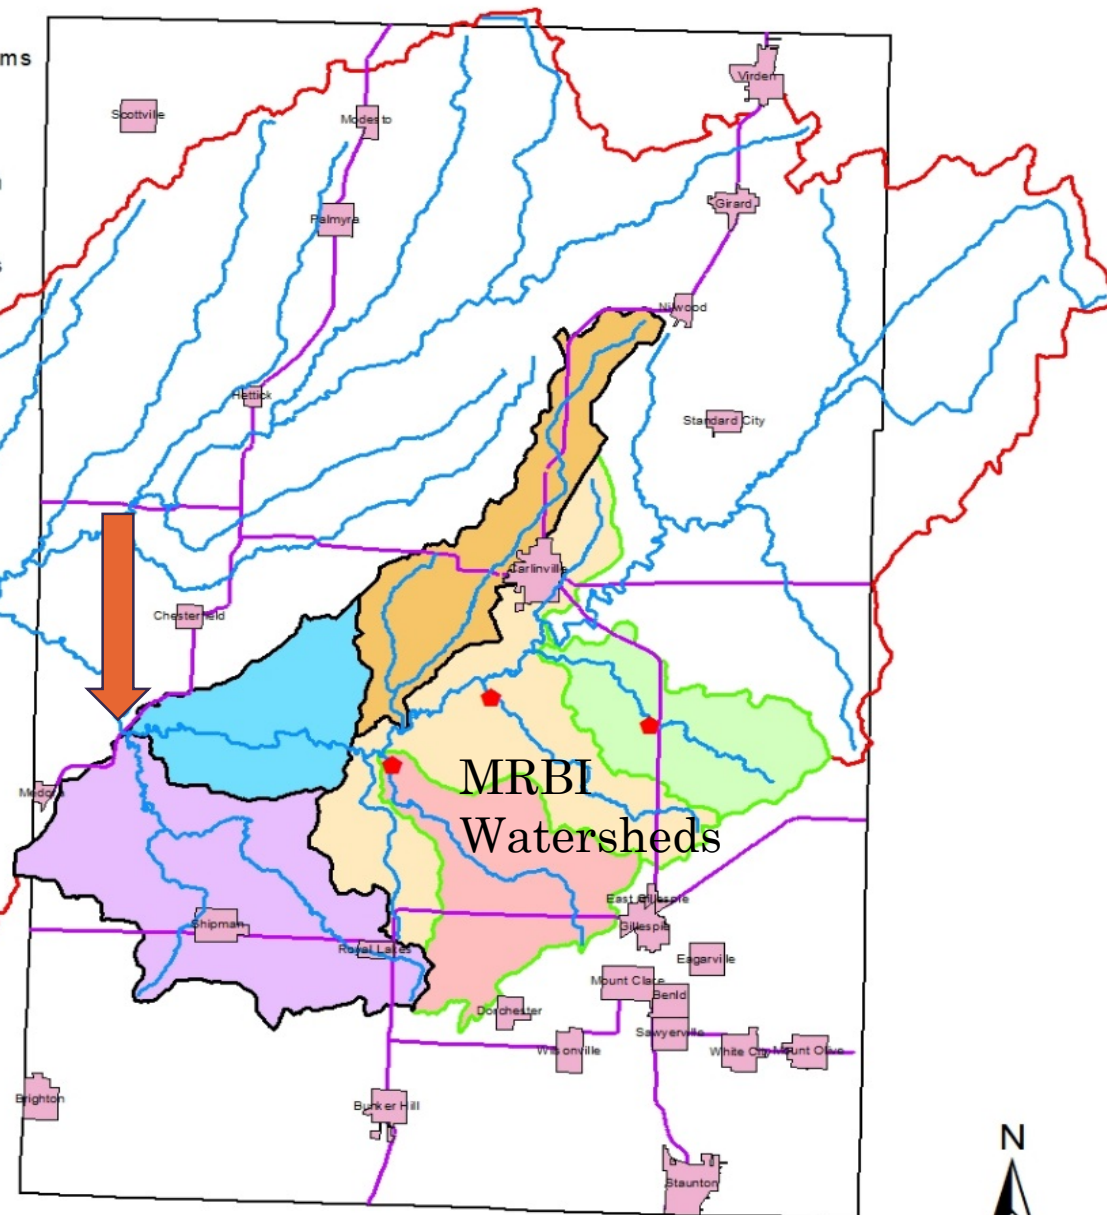 ms
Scottville
Modesto
Virden
Palmyra
Girard
Nilwood
Hettick
Standard City
Carlinville
Chesterfield
MRBI
Watersheds
Shipman
Royal Lakes
East Gillespie
Gillespie
Eagarville
Mount Clare
Benld
Dorchester
Sawyerville
Wilsonville
White City
Mount Olive
Brighton
Bunker Hill
Staunton
N